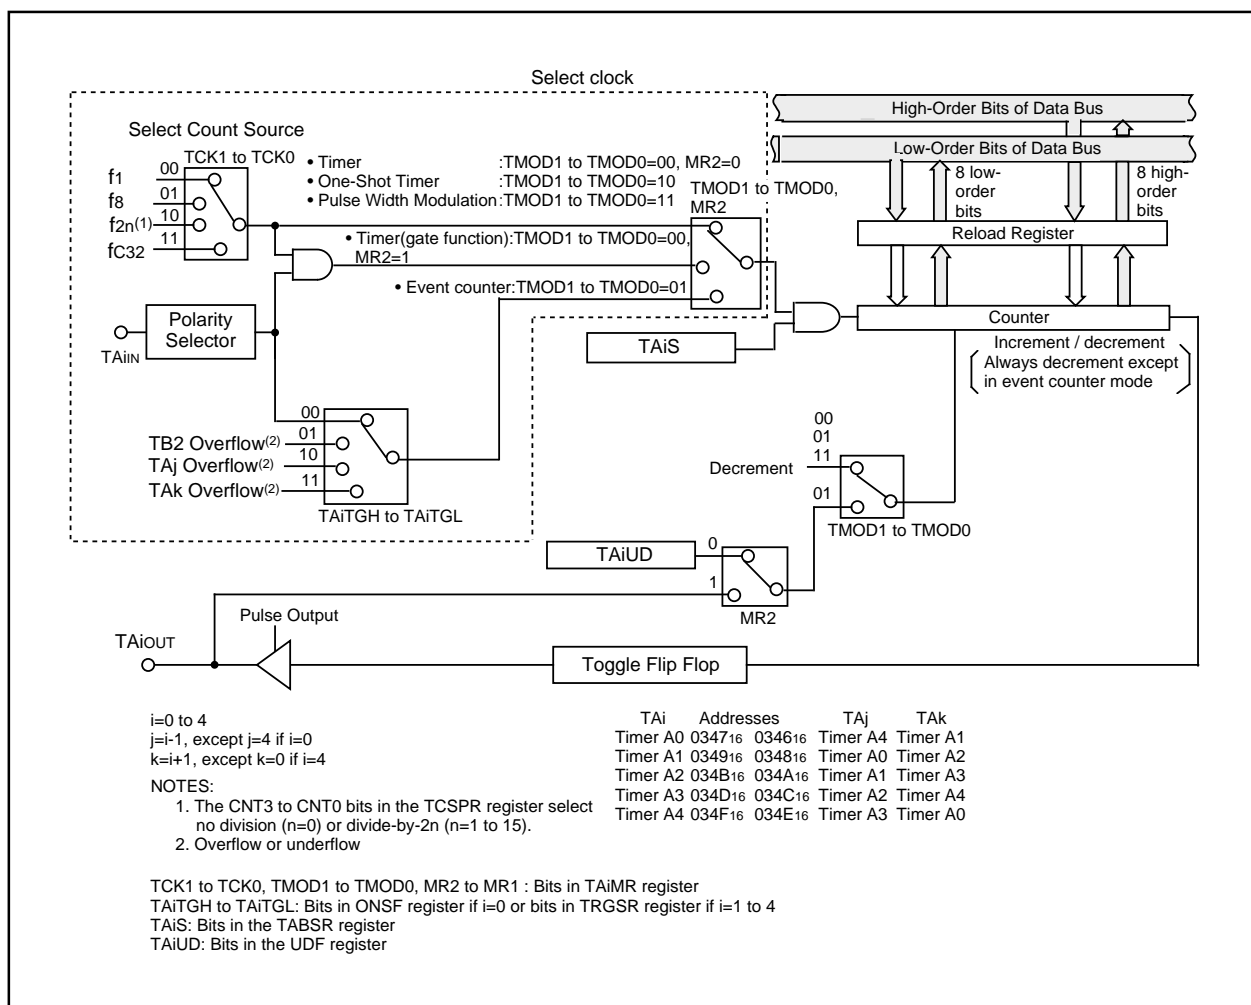 Select clock
High-Order Bits of Data Bus
Select Count Source
TCK1 to TCK0
Low-Order Bits of Data Bus
f1
00
f8
01
f2n(1)
10
fC32
11
• Timer :TMOD1 to TMOD0=00, MR2=0
• One-Shot Timer :TMOD1 to TMOD0=10
• Pulse Width Modulation:TMOD1 to TMOD0=11
TMOD1 to TMOD0,
MR2
8 low-
order
bits
8 high-
order
bits
Reload Register
• Timer(gate function):TMOD1 to TMOD0=00,
MR2=1
• Event counter:TMOD1 to TMOD0=01
Polarity
Selector
TAiIN
Counter
TAiS
Increment / decrement
Always decrement except
in event counter mode
00
TB2 Overflow(2)
01
TAj Overflow(2)
10
TAk Overflow(2)
11
TAiTGH to TAiTGL
00
01
11
Decrement
01
TMOD1 to TMOD0
TAiUD
0
1
MR2
Pulse Output
TAiOUT
Toggle Flip Flop
i=0 to 4
j=i-1, except j=4 if i=0
k=i+1, except k=0 if i=4
NOTES:
1. The CNT3 to CNT0 bits in the TCSPR register select
no division (n=0) or divide-by-2n (n=1 to 15).
2. Overflow or underflow
TAi Addresses TAj TAk
Timer A0 034716 034616 Timer A4 Timer A1
Timer A1 034916 034816 Timer A0 Timer A2
Timer A2 034B16 034A16 Timer A1 Timer A3
Timer A3 034D16 034C16 Timer A2 Timer A4
Timer A4 034F16 034E16 Timer A3 Timer A0
TCK1 to TCK0, TMOD1 to TMOD0, MR2 to MR1 : Bits in TAiMR register
TAiTGH to TAiTGL: Bits in ONSF register if i=0 or bits in TRGSR register if i=1 to 4
TAiS: Bits in the TABSR register
TAiUD: Bits in the UDF register